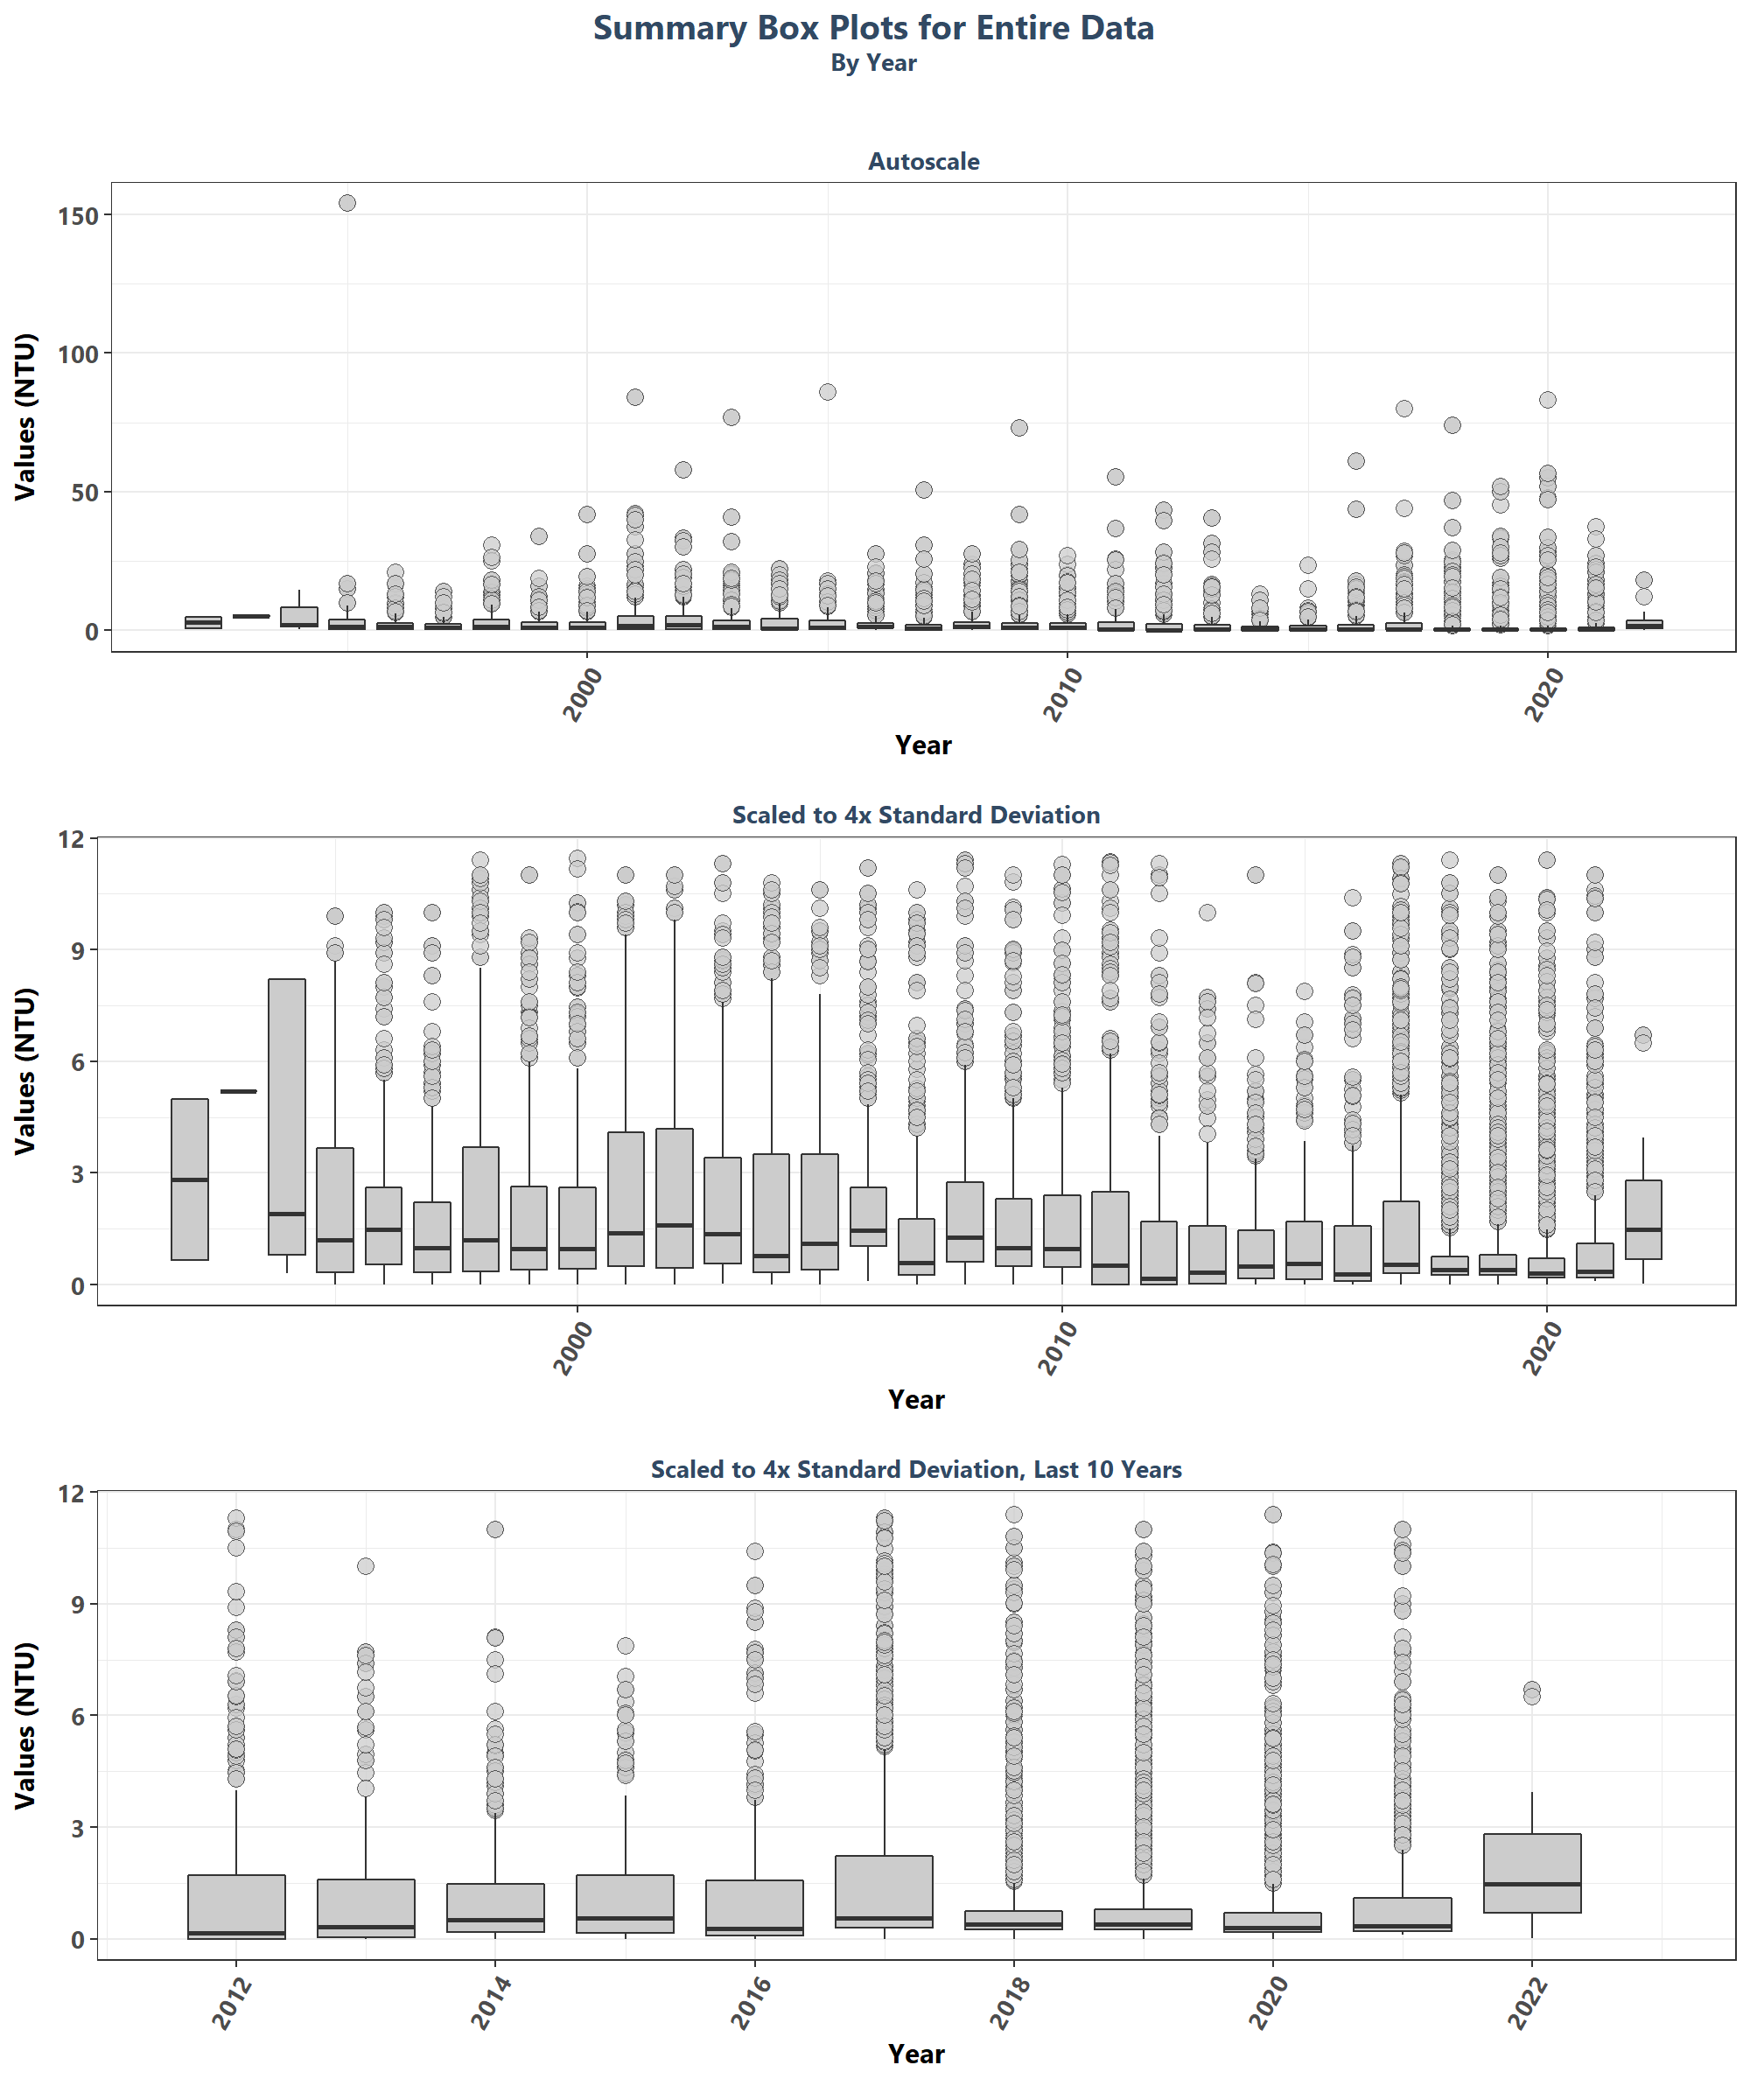 Summary Box Plots for Entire Data
By Year
Autoscale
Values (NTU)
150
100
50
0
2000
2010
2020
Year
Scaled to 4x Standard Deviation
Values (NTU)
12
9
6
3
0
2000
2010
2020
Year
Scaled to 4x Standard Deviation, Last 10 Years
Values (NTU)
12
9
6
3
0
2012
2014
2016
2018
2020
2022
Year